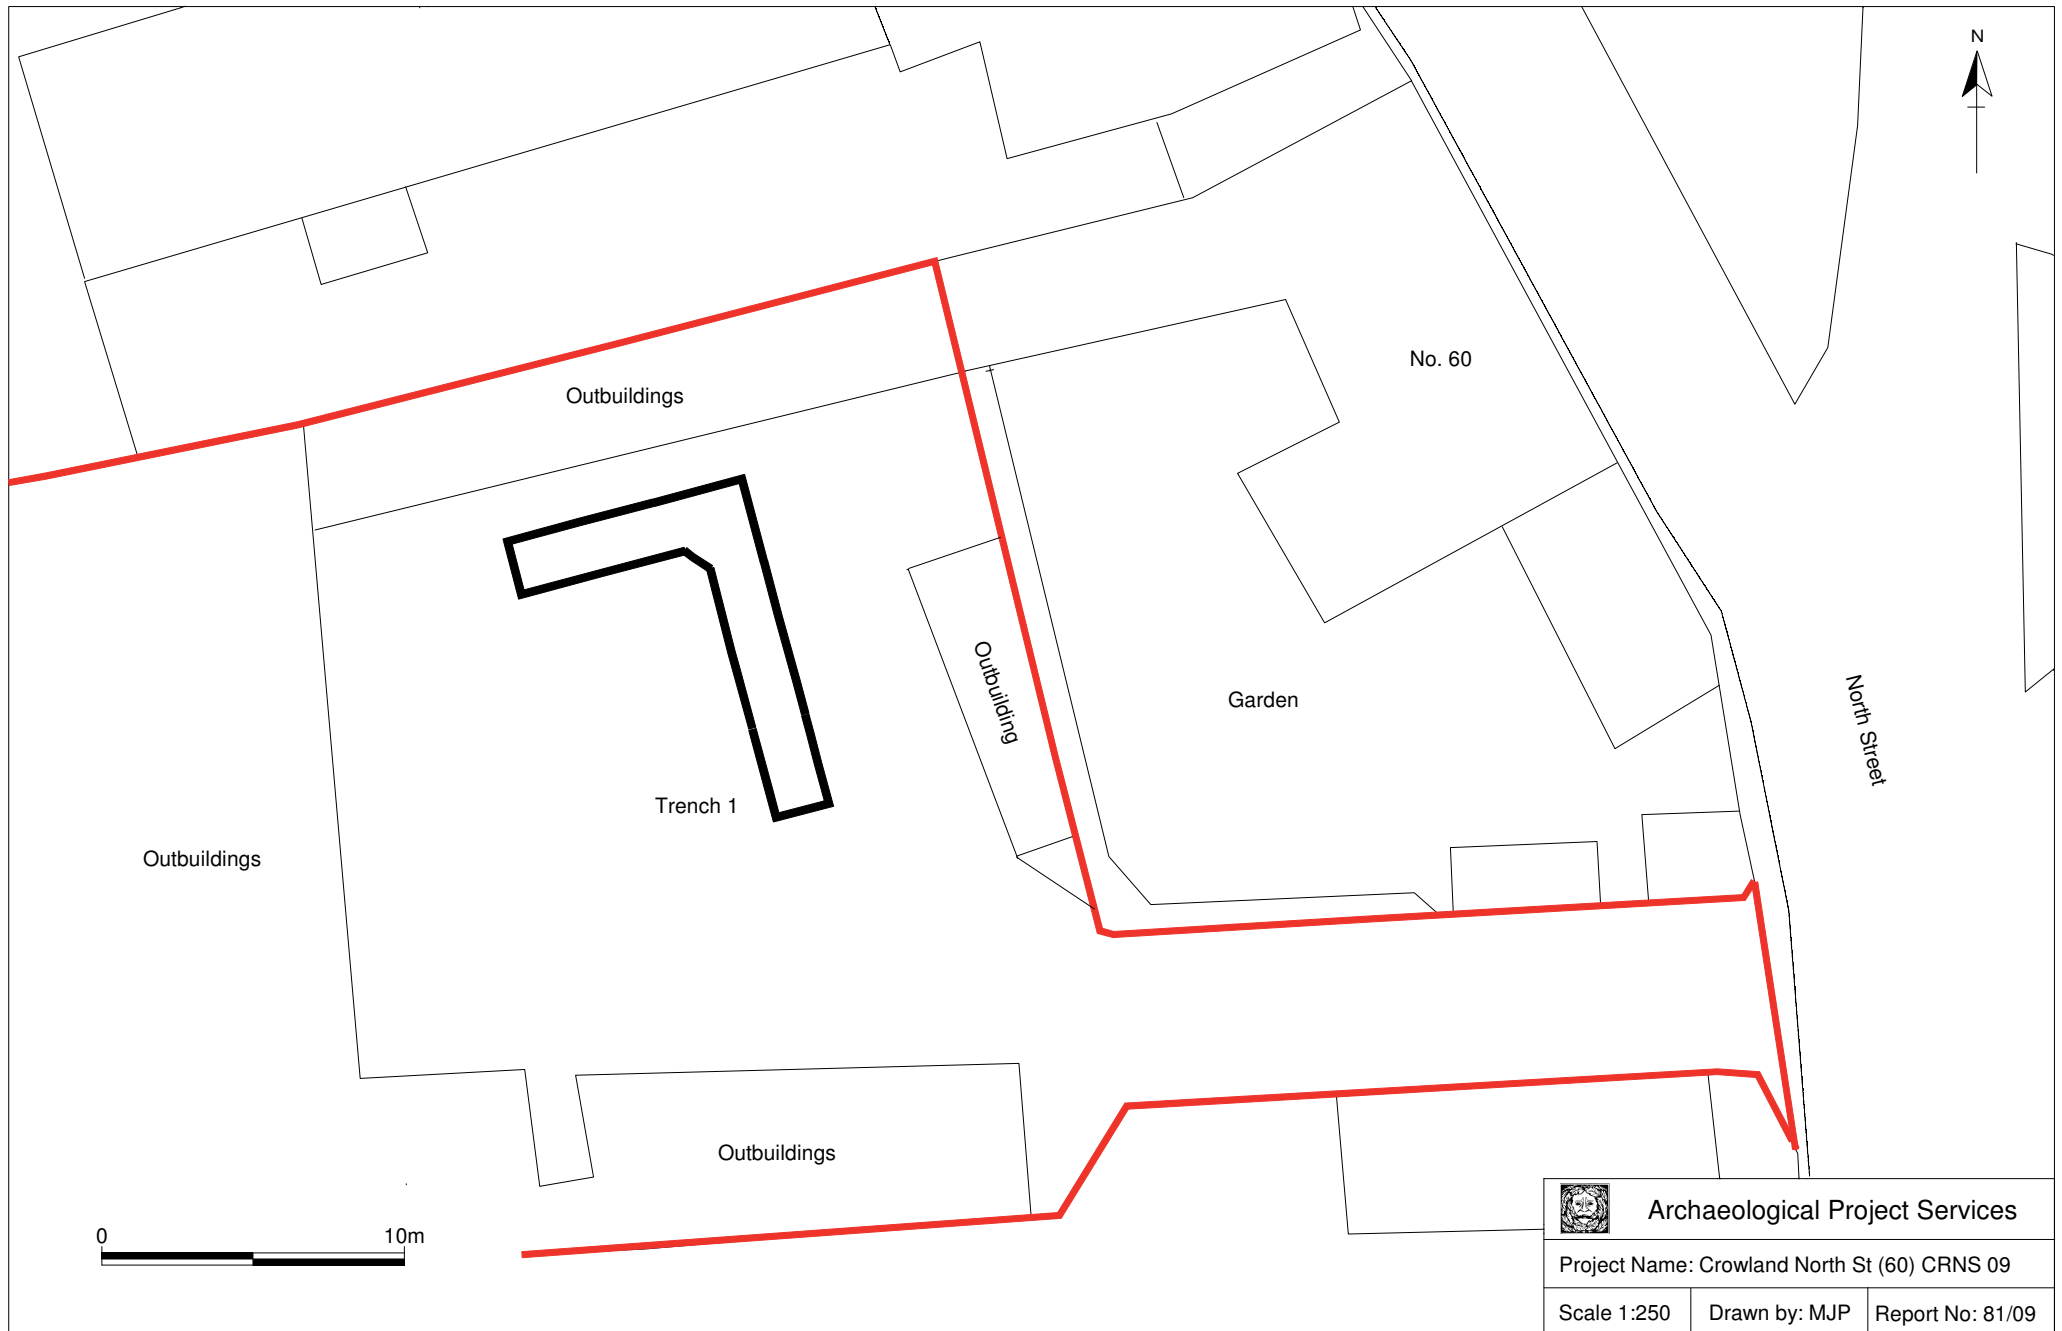 N
No. 60
Outbuildings
Outbuilding
Garden
North Street
Trench 1
Outbuildings
Outbuildings
0 10m
Archaeological Project Services
Project Name: Crowland North St (60) CRNS 09
Scale 1:250 Drawn by: MJP Report No: 81/09